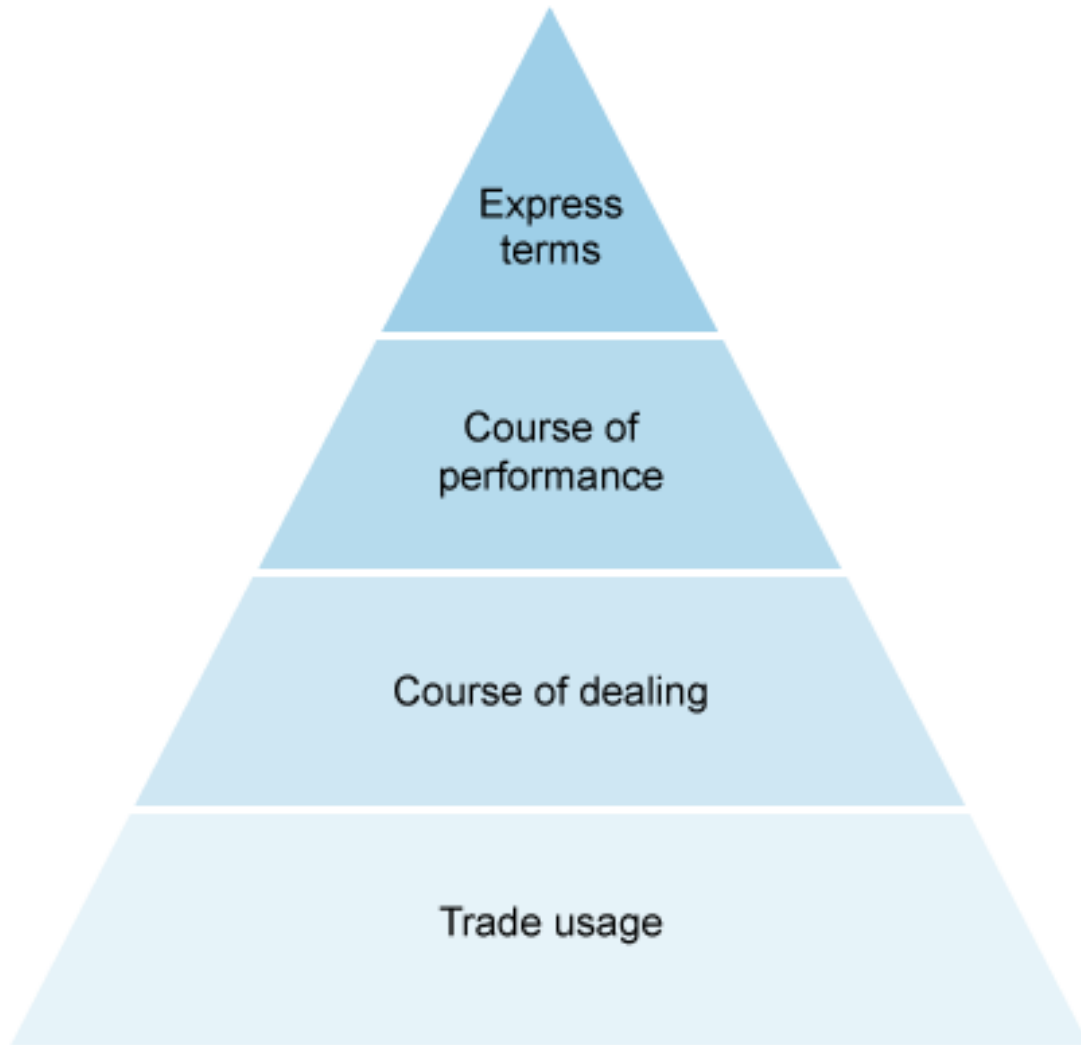 Express
terms
Course of
performance
Course of dealing
Trade usage